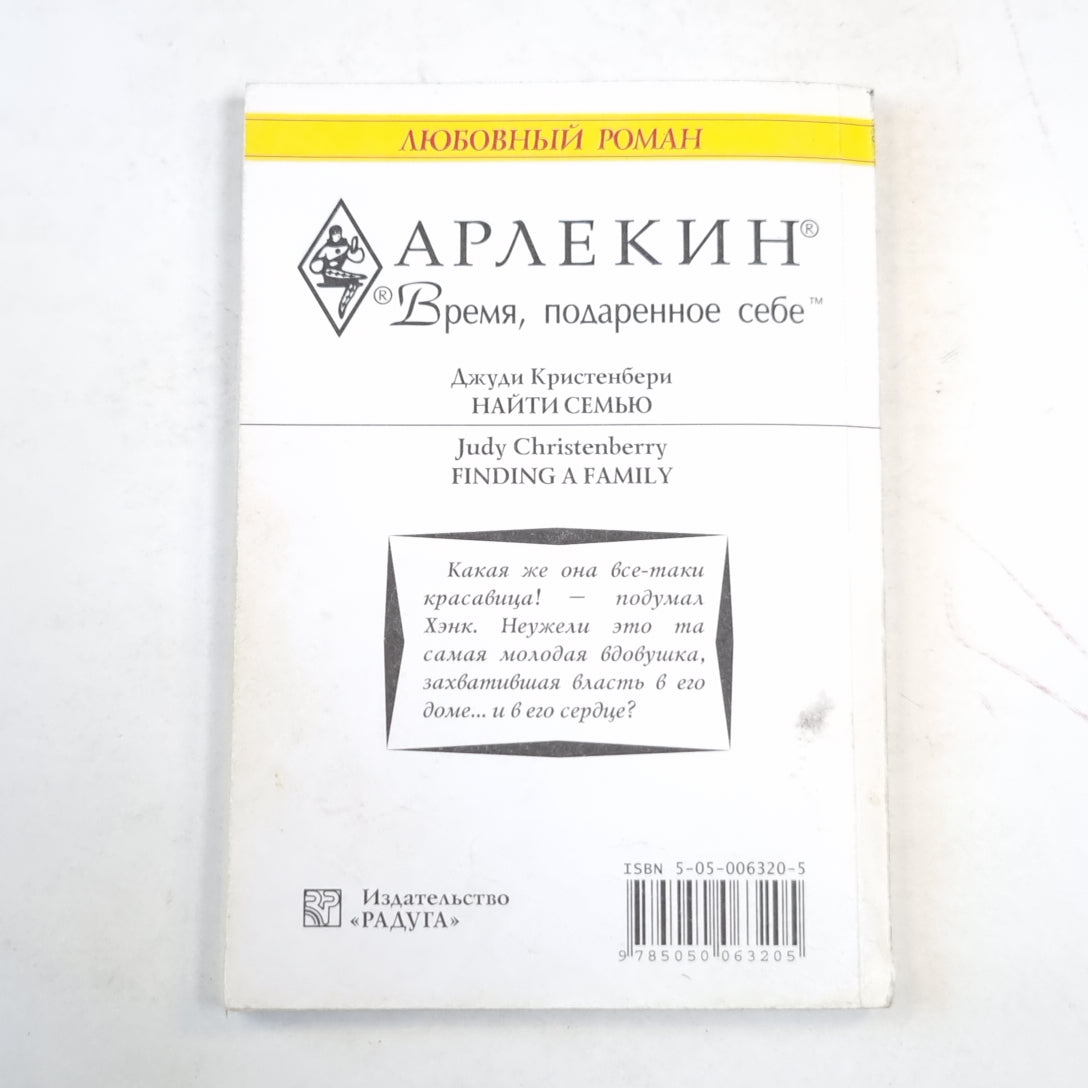 ЛЮБОВНЫЙ РОМАН
АРЛЕКИН®
® Время, подаренное себе™
Джуди Кристенбери
НАЙТИ СЕМЬЮ
Judy Christenberry
FINDING A FAMILY
Какая же она все-таки
красавица! — подумал
Хэнк. Неужели это та
самая молодая вдовушка,
захватившая власть в его
доме... и в его сердце?
ISBN 5-05-006320-5
Издательство
«РАДУГА»
9 785050 063205